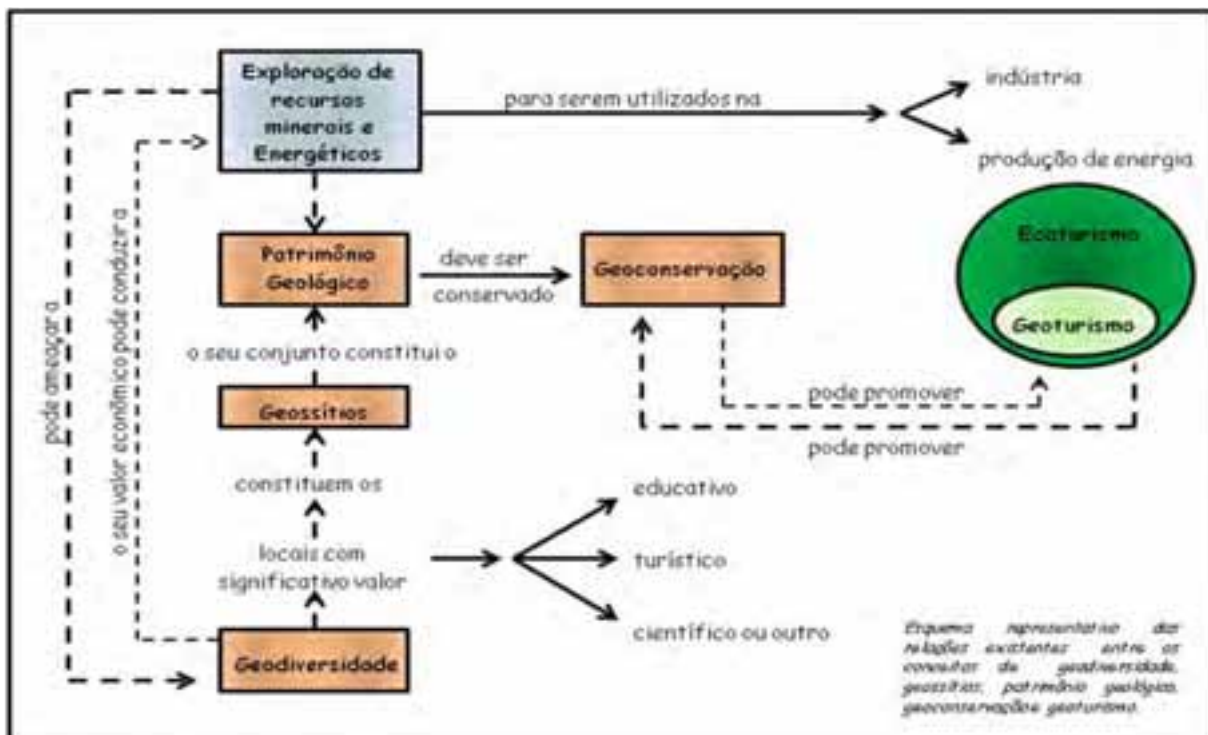 Exploração de
recursos
minerais e
Energéticos
para serem utilizados na
indústria
produção de energia
Patrimônio
Geológico
deve ser
conservado
Geoconservação
Ecoturismo
Geoturismo
o seu conjunto constitui o
Geossítios
pode promover
pode promover
constituem os
locais com
significativo valor
educativo
turístico
científico ou outro
Geodiversidade
pode ameaçar a
o seu valor econômico pode conduzir a
Esquema representativo das
relações existentes entre os
conceitos de geodiversidade,
geossítios, patrimônio geológico,
geoconservação e geoturismo.